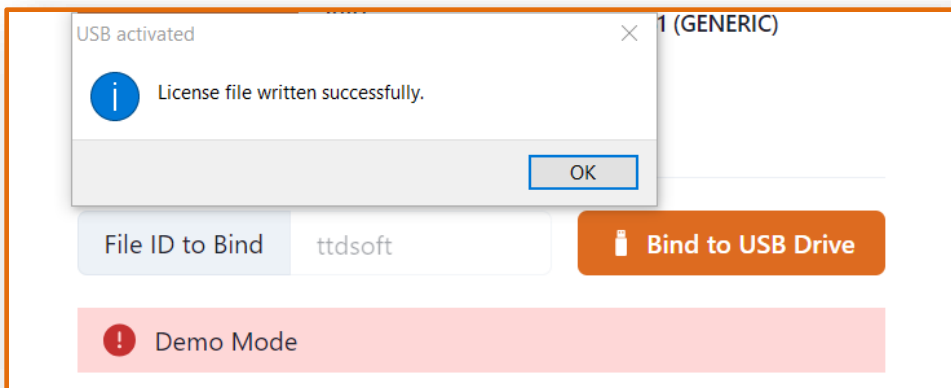 USB activated
1 (GENERIC)
License file written successfully.
OK
File ID to Bind
ttdsoft
Bind to USB Drive
Demo Mode